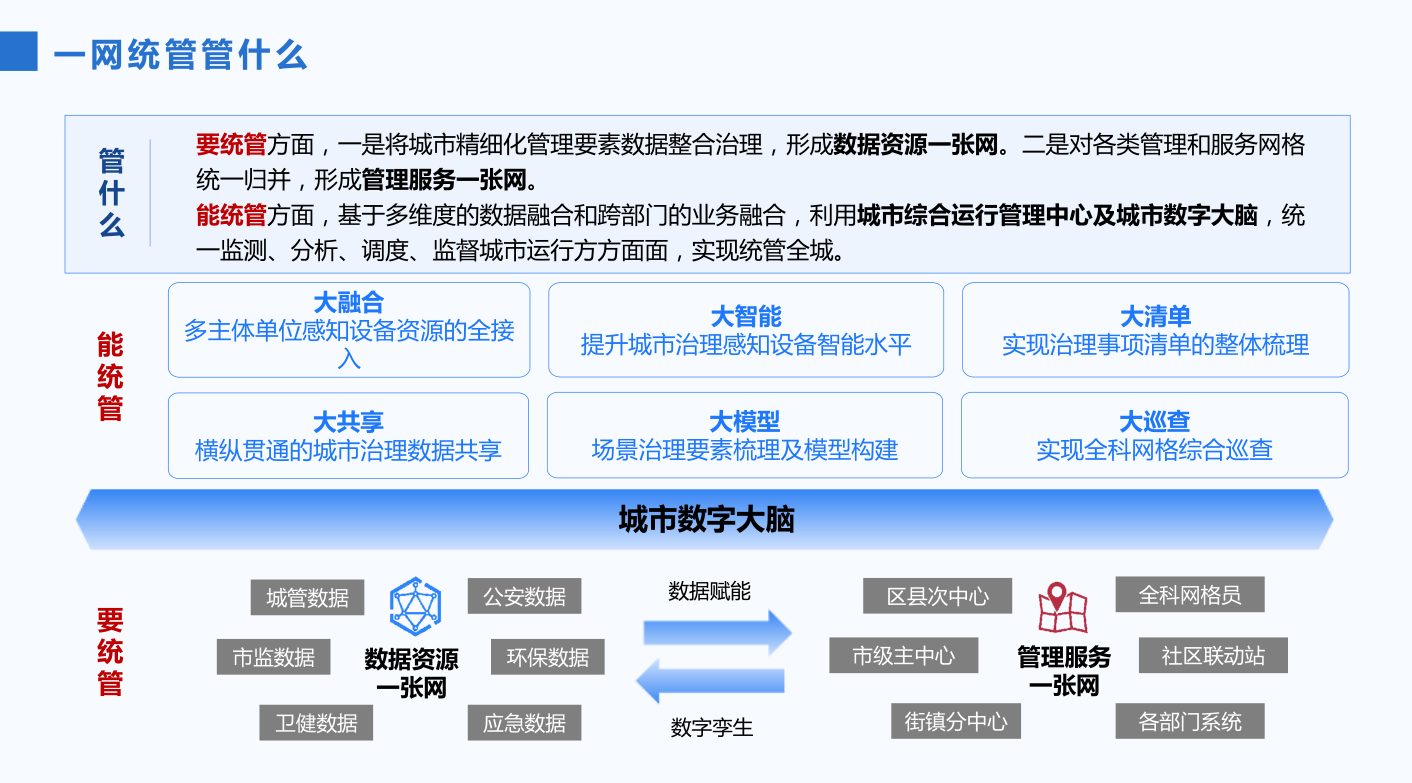 一网统管管什么
管什么
要统管方面，一是将城市精细化管理要素数据整合治理，形成数据资源一张网。二是对各类管理和服务网格
统一归并，形成管理服务一张网。
能统管方面，基于多维度的数据融合和跨部门的业务融合，利用城市综合运行管理中心及城市数字大脑，统
一监测、分析、调度、监督城市运行方方面面，实现统管全城。
能统管
大融合
多主体单位感知设备资源的全接
入
大智能
提升城市治理感知设备智能水平
大清单
实现治理事项清单的整体梳理
大共享
横纵贯通的城市治理数据共享
大模型
场景治理要素梳理及模型构建
大巡查
实现全科网格综合巡查
城市数字大脑
要统管
城管数据
公安数据
市监数据
数据资源
一张网
环保数据
卫健数据
应急数据
数据赋能
数字孪生
区县次中心
全科网格员
市级主中心
管理服务
一张网
社区联动站
街镇分中心
各部门系统